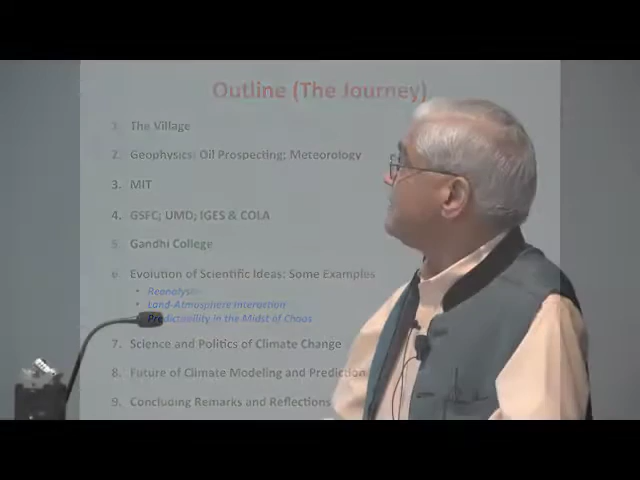 Outline (The Journey)
1. The Village
2. Geophysics: Oil Prospecting; Meteorology
3. MIT
4. GSFC; UMD; IGES & COLA
5. Gandhi College
6. Evolution of Scientific Ideas: Some Examples
• Reanalyse
• Land-Atmosphere Interaction
• Predictability in the Midst of Chaos
7. Science and Politics of Climate Change
8. Future of Climate Modeling and Prediction
9. Concluding Remarks and Reflections